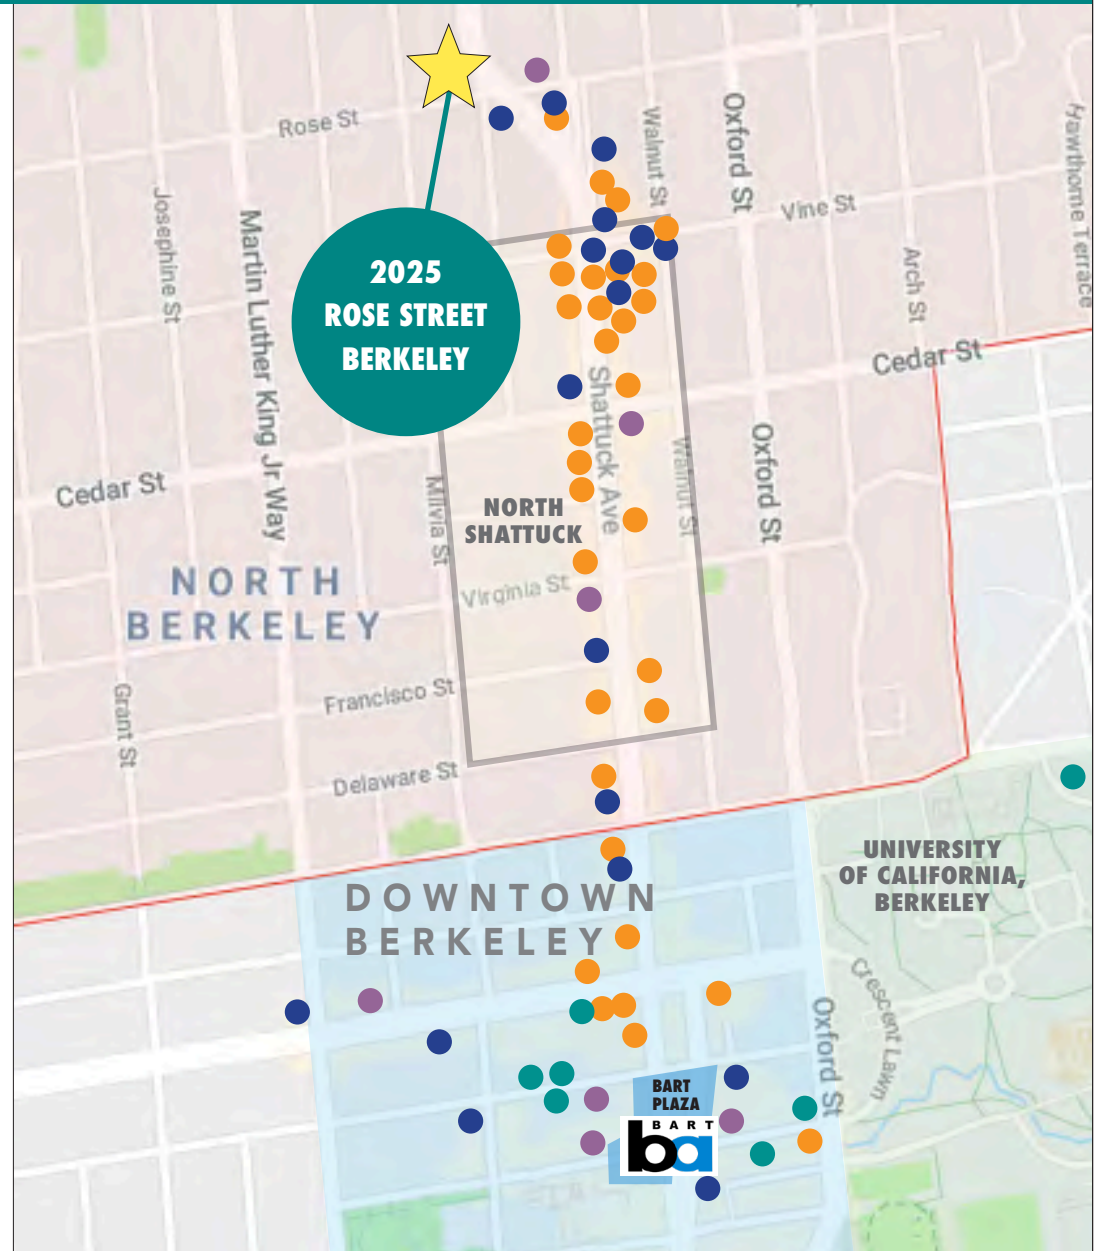 Rose St
Walnut St
Oxford St
Hawthorne Terrace
Josephine St
Martin Luther King Jr Way
Vine St
Arch St
2025
ROSE STREET
BERKELEY
Cedar St
Shattuck Ave
Walnut St
Oxford St
Cedar St
Milvia St
NORTH
SHATTUCK
NORTH
BERKELEY
Virginia St
Francisco St
Grant St
Delaware St
UNIVERSITY
OF CALIFORNIA,
BERKELEY
DOWNTOWN
BERKELEY
Crescent Lawn
Oxford St
BART
PLAZA
BART
ba